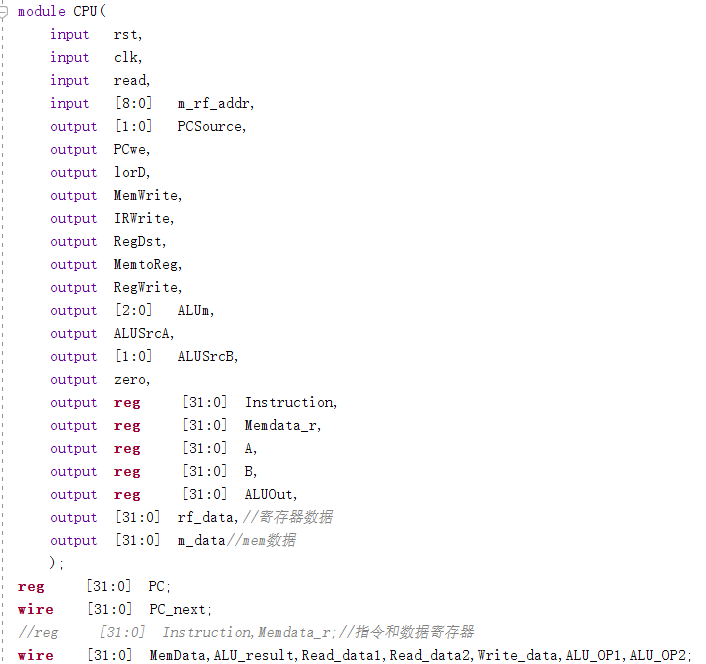 module CPU(
input rst,
input clk,
input read,
input [8:0] m_rf_addr,
output [1:0] PCSource,
output PCwe,
output lorD,
output MemWrite,
output IRWrite,
output RegDst,
output MemtoReg,
output RegWrite,
output [2:0] ALUm,
output ALUSrcA,
output [1:0] ALUSrcB,
output zero,
output reg [31:0] Instruction,
output reg [31:0] Memdata_r,
output reg [31:0] A,
output reg [31:0] B,
output reg [31:0] ALUOut,
output [31:0] rf_data,//寄存器数据
output [31:0] m_data//mem数据
);
reg [31:0] PC;
wire [31:0] PC_next;
//reg [31:0] Instruction,Memdata_r;//指令和数据寄存器
wire [31:0] MemData,ALU_result,Read_data1,Read_data2,Write_data,ALU_OP1,ALU_OP2;